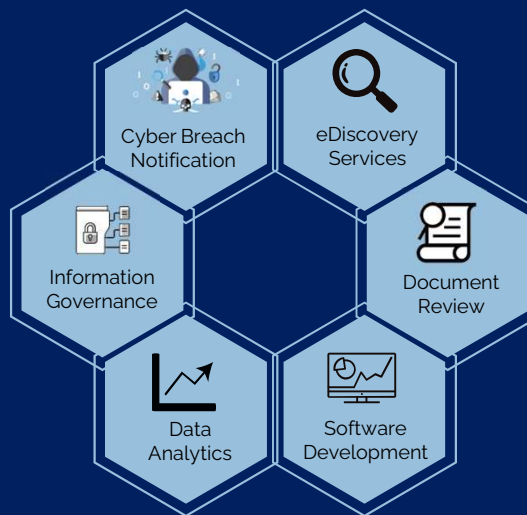 Cyber Breach
Notification
eDiscovery
Services
Information
Governance
Document
Review
Data
Analytics
Software
Development